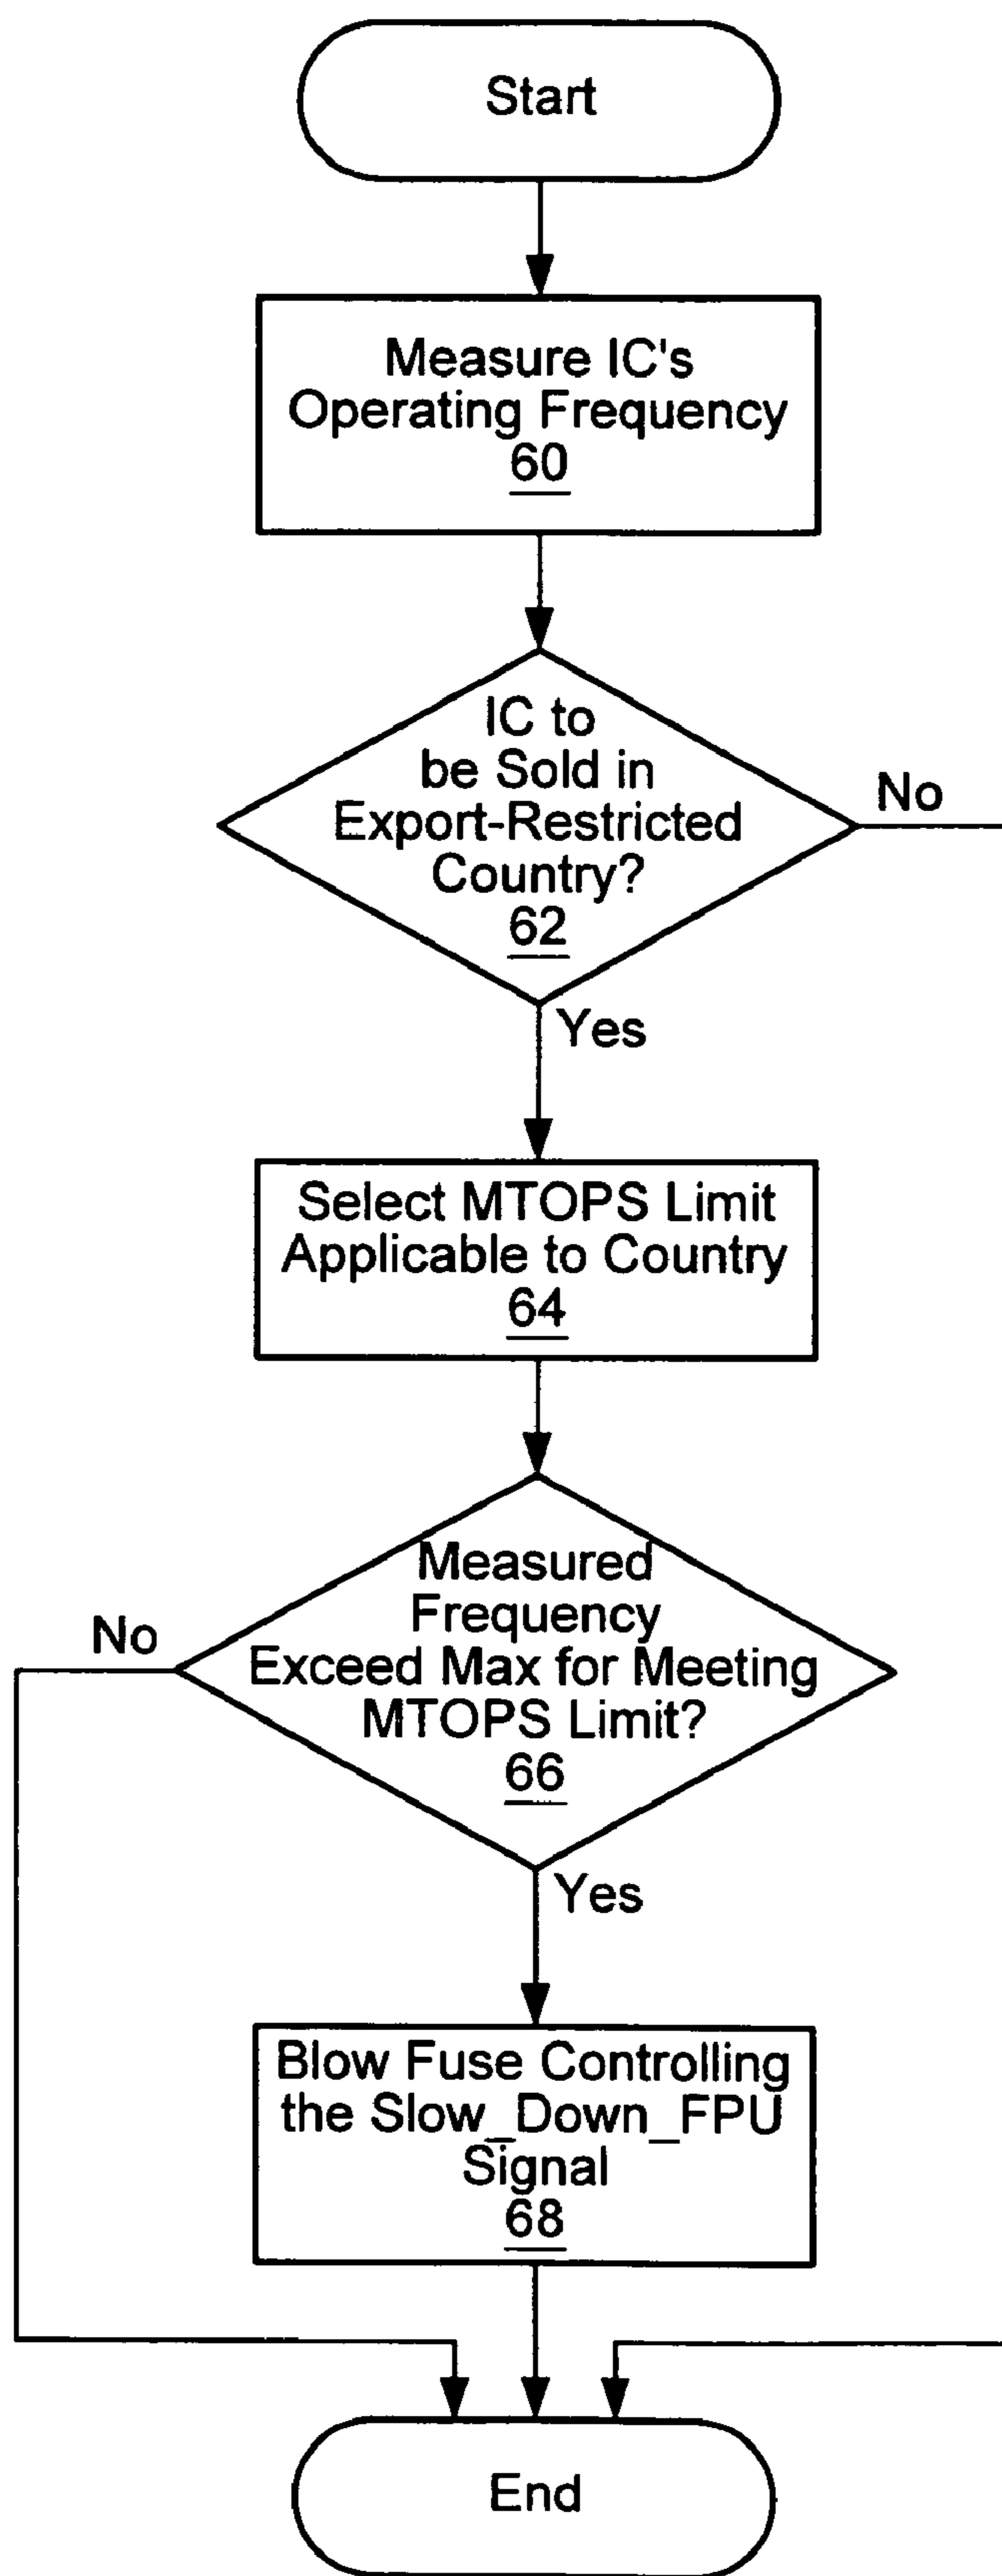 Start
Measure IC's
Operating Frequency
60
IC to
be Sold in
Export-Restricted
Country?
62
No
Yes
Select MTOPS Limit
Applicable to Country
64
Measured
Frequency
Exceed Max for Meeting
MTOPS Limit?
66
No
Yes
Blow Fuse Controlling
the Slow_Down_FPU
Signal
68
End